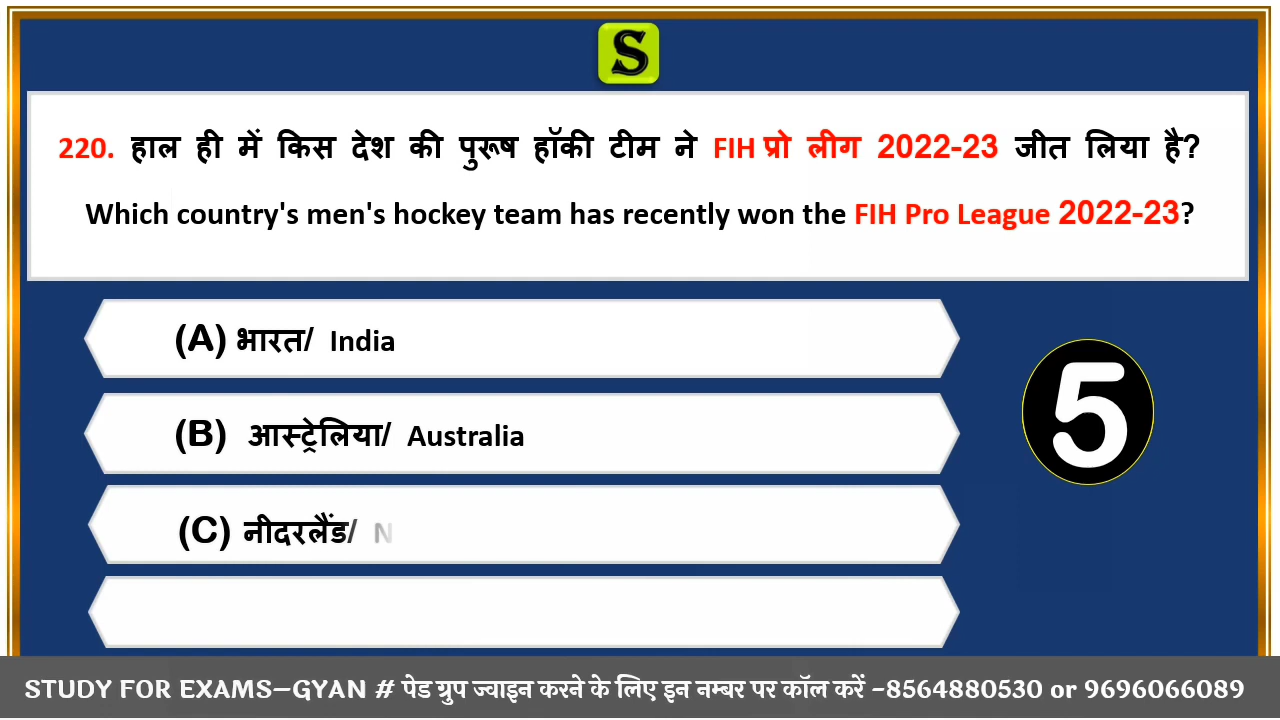 S
220. हाल ही में किस देश की पुरूष हॉकी टीम ने FIH प्रो लीग 2022-23 जीत लिया है?
Which country's men's hockey team has recently won the FIH Pro League 2022-23?
(A) भारत/ India
(B) आस्ट्रेलिया/ Australia
5
(C) नीदरलैंड/ N
STUDY FOR EXAMS-GYAN # पेड ग्रुप ज्वाइन करने के लिए इन नम्बर पर कॉल करें -8564880530 or 9696066089